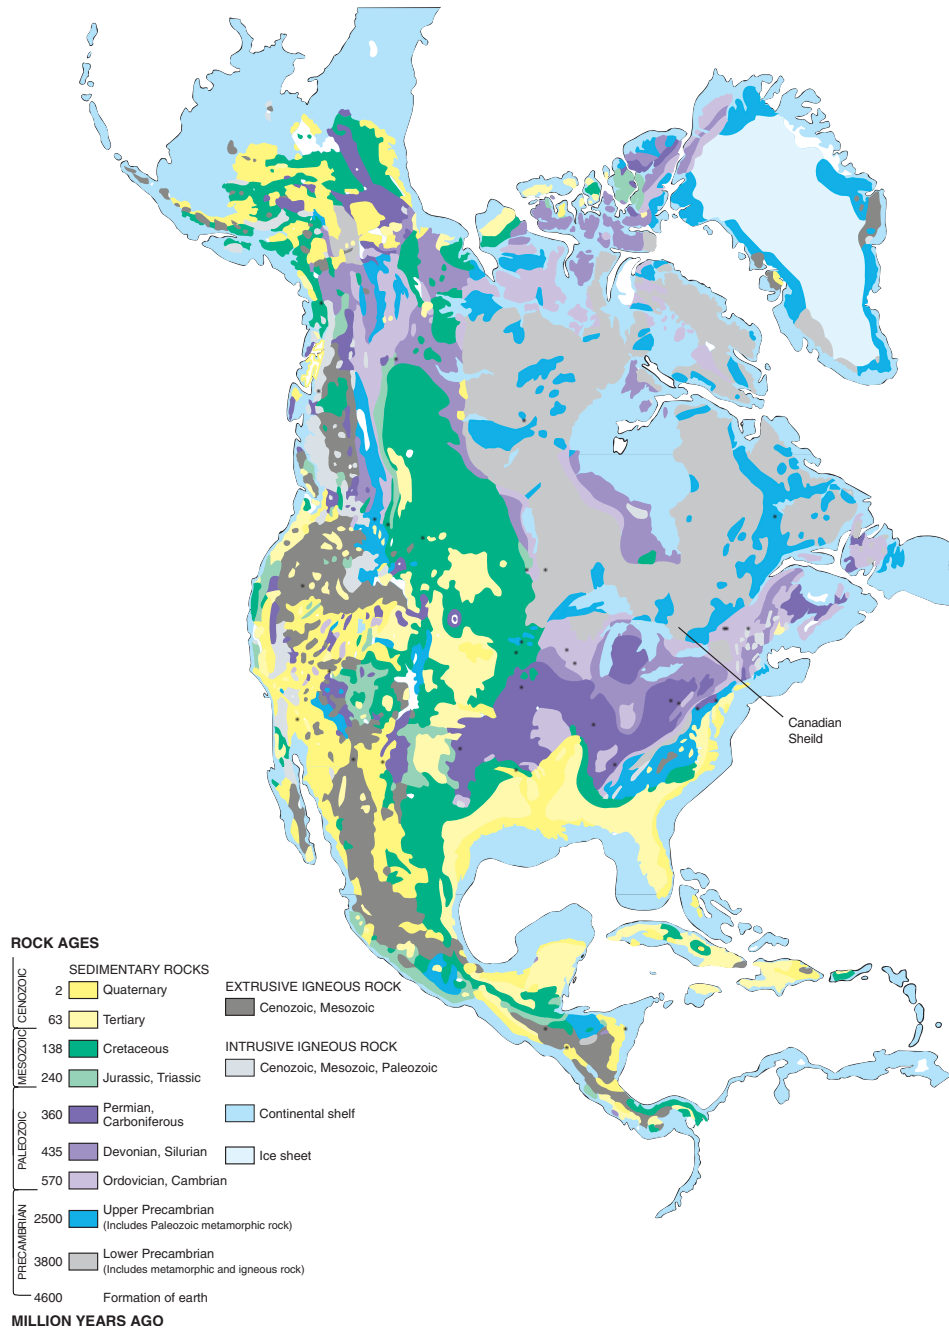 Canadian
Sheild
ROCK AGES
CENOZOIC
MESOZOIC
PALEOZOIC
PRECAMBRIAN
SEDIMENTARY ROCKS
2 Quaternary
63 Tertiary
138 Cretaceous
240 Jurassic, Triassic
360 Permian,
Carboniferous
435 Devonian, Silurian
570 Ordovician, Cambrian
2500 Upper Precambrian
(Includes Paleozoic metamorphic rock)
3800 Lower Precambrian
(Includes metamorphic and igneous rock)
4600 Formation of earth
MILLION YEARS AGO
EXTRUSIVE IGNEOUS ROCK
Cenozoic, Mesozoic
INTRUSIVE IGNEOUS ROCK
Cenozoic, Mesozoic, Paleozoic
Continental shelf
Ice sheet